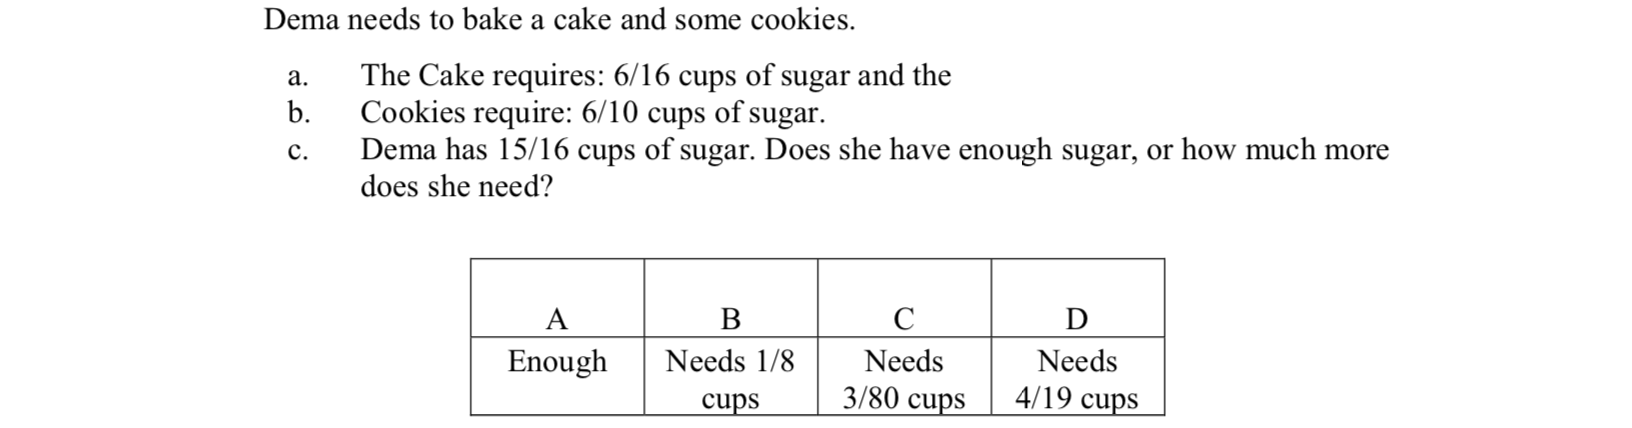 Dema needs to bake a cake and some cookies.
a. The Cake requires: 6/16 cups of sugar and the
b. Cookies require: 6/10 cups of sugar.
c. Dema has 15/16 cups of sugar. Does she have enough sugar, or how much more
does she need?
A B C D
Enough Needs 1/8 Needs Needs
cups 3/80 cups 4/19 cups